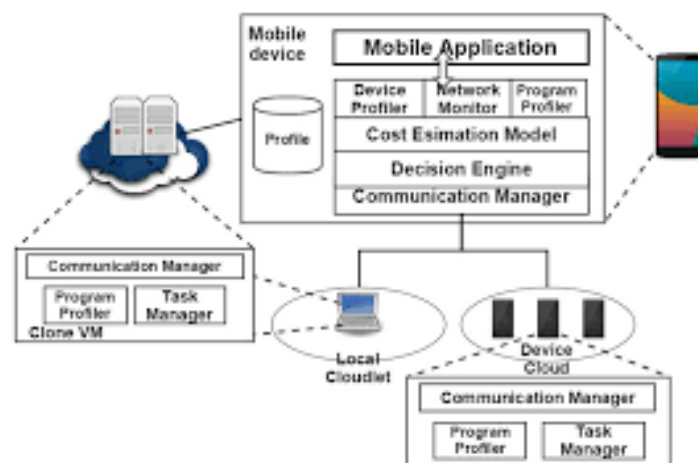 Mobile
device
Mobile Application
Device
Profiler
Network
Monitor
Program
Profiler
Profile
Cost Esimation Model
Decision Engine
Communication Manager
Communication Manager
Program
Profiler
Task
Manager
Clone VM
Local
Cloudlet
Device
Cloud
Communication Manager
Program
Profiler
Task
Manager